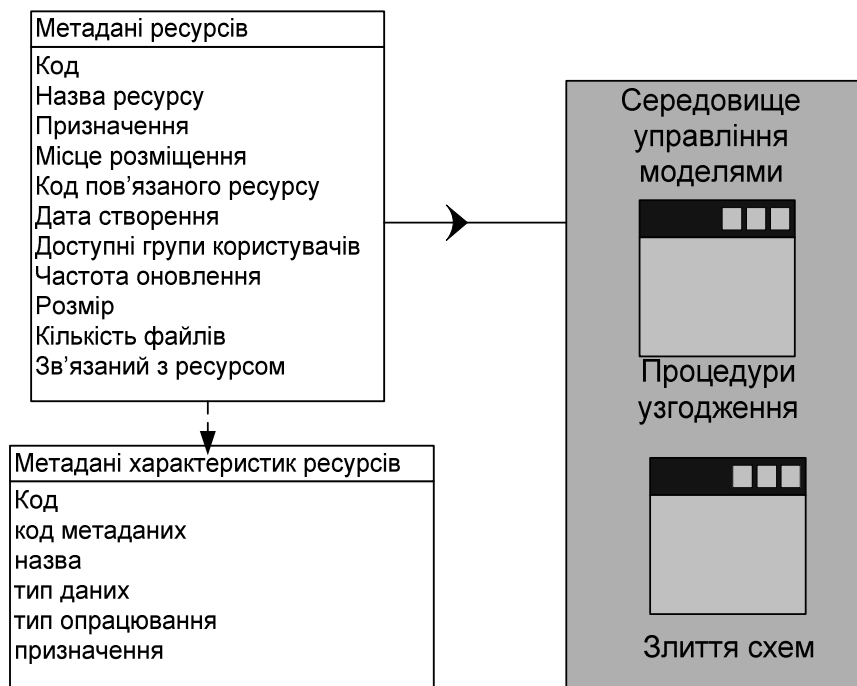 Метадані ресурсів
Код
Назва ресурсу
Призначення
Місце розміщення
Код пов’язаного ресурсу
Дата створення
Доступні групи користувачів
Частота оновлення
Розмір
Кількість файлів
Зв’язаний з ресурсом
Метадані характеристик ресурсів
Код
код метаданих
назва
тип даних
тип опрацювання
призначення
Середовище
управління
моделями
Процедури
узгодження
Злиття схем